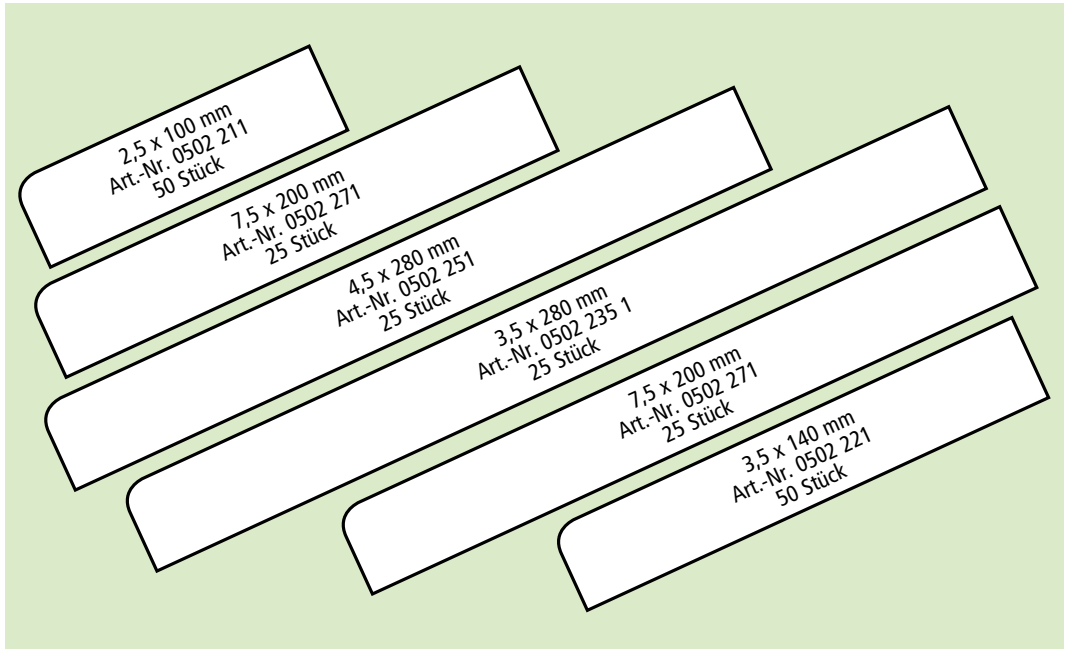 2,5 x 100 mm
Art.-Nr. 0502 211
50 Stück
7,5 x 200 mm
Art.-Nr. 0502 271
25 Stück
4,5 x 280 mm
Art.-Nr. 0502 251
25 Stück
3,5 x 280 mm
Art.-Nr. 0502 235 1
25 Stück
7,5 x 200 mm
Art.-Nr. 0502 271
25 Stück
3,5 x 140 mm
Art.-Nr. 0502 221
50 Stück